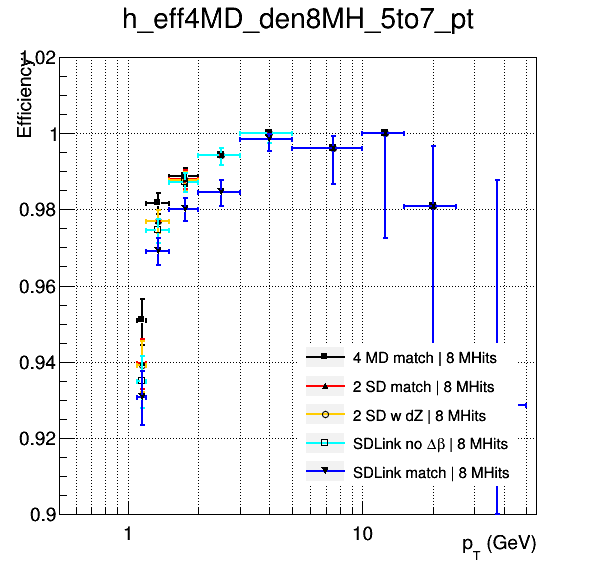 h_eff4MD_den8MH_5to7_pt
Efficiency
1.02
1
0.98
0.96
0.94
0.92
0.9
4 MD match | 8 MHits
2 SD match | 8 MHits
2 SD w dZ | 8 MHits
SDLink no Δβ | 8 MHits
SDLink match | 8 MHits
1
10
p_T (GeV)